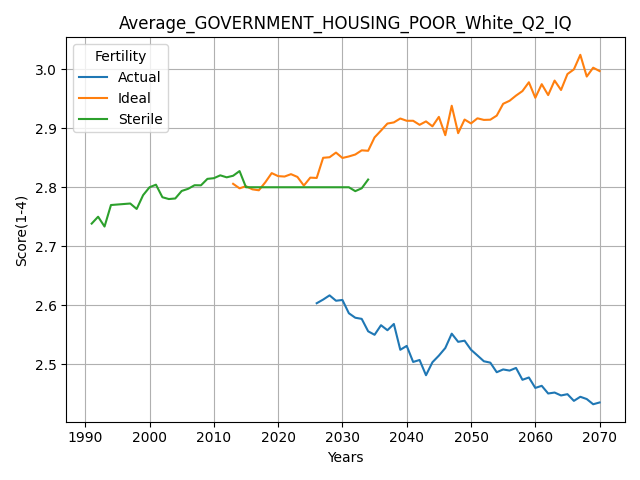 Average_GOVERNMENT_HOUSING_POOR_White_Q2_IQ
Fertility
Actual
Ideal
Sterile
Score(1-4)
3.0
2.9
2.8
2.7
2.6
2.5
1990 2000 2010 2020 2030 2040 2050 2060 2070
Years